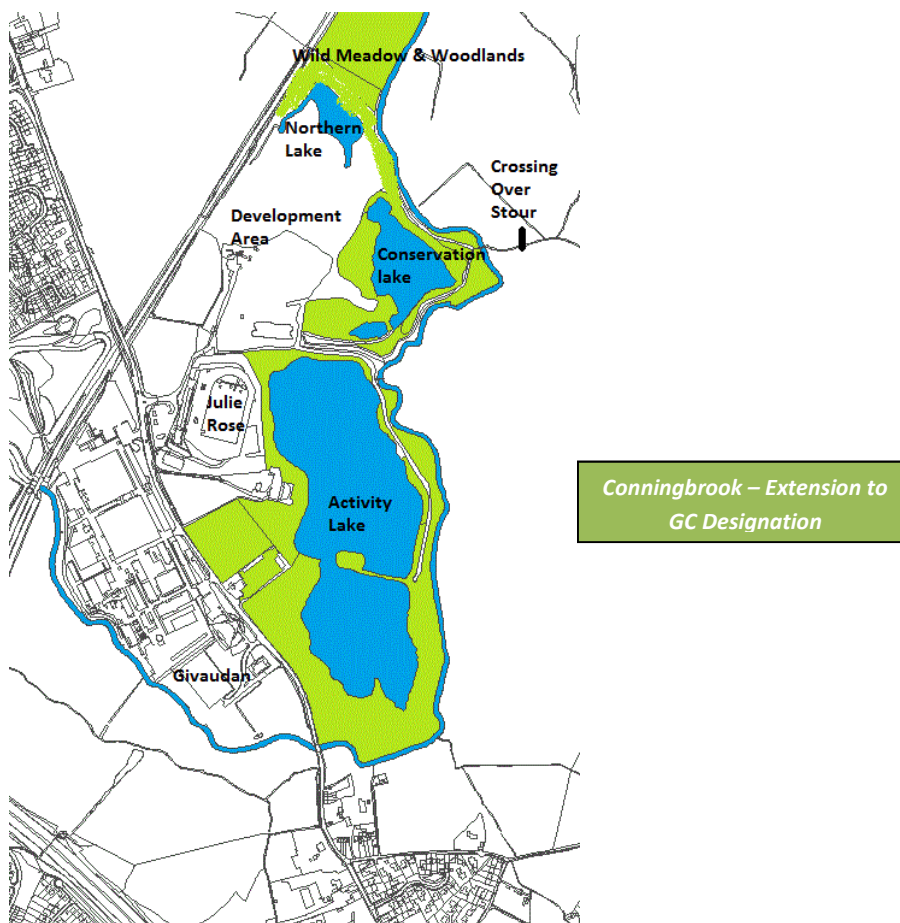 Wild Meadow & Woodlands
Northern
Lake
Crossing
Over
Stour
Development
Area
Conservation
lake
Julie
Rose
Activity
Lake
Conningbrook – Extension to
GC Designation
Givaudan